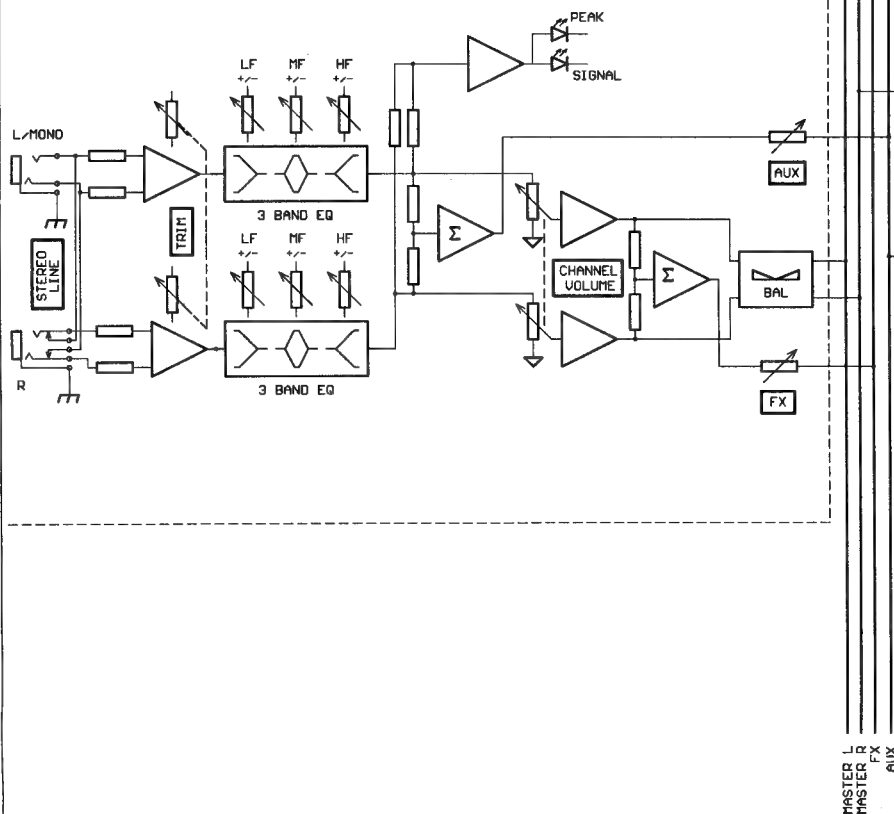 PEAK
SIGNAL
LF MF HF
+/- +/- +/-
L/MONO
AUX
3 BAND EQ
TRIM
LF MF HF
+/- +/- +/-
Σ
STEREO
LINE
CHANNEL
VOLUME
Σ
BAL
R
3 BAND EQ
FX
MASTER L
MASTER R
FX
AUX